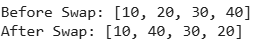 Before Swap: [10, 20, 30, 40]
After Swap: [10, 40, 30, 20]